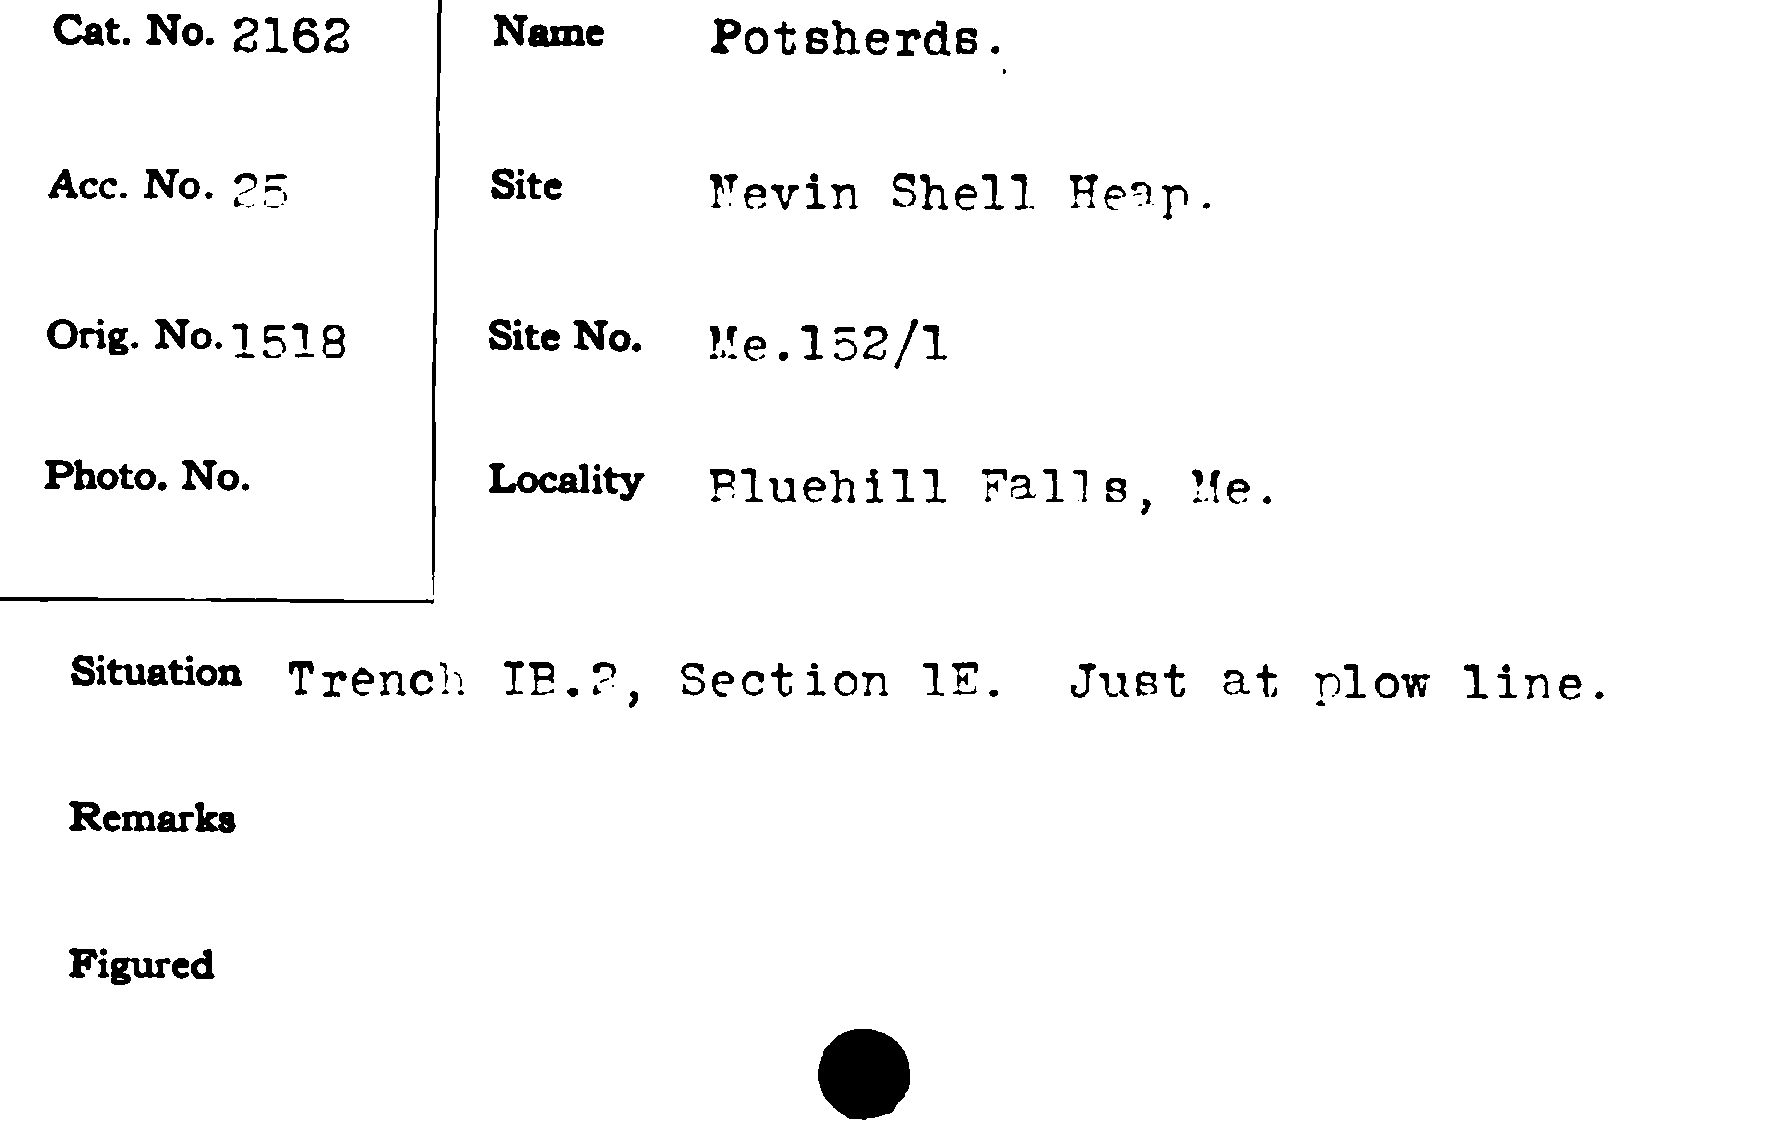 Cat. No. 2162
Name Potsherds.
Acc. No. 25
Site Nevin Shell Heap.
Orig. No. 1518
Site No. Me.152/1
Photo. No.
Locality Bluehill Falls, Me.
Situation Trench IB.2, Section 1E. Just at plow line.
Remarks
Figured